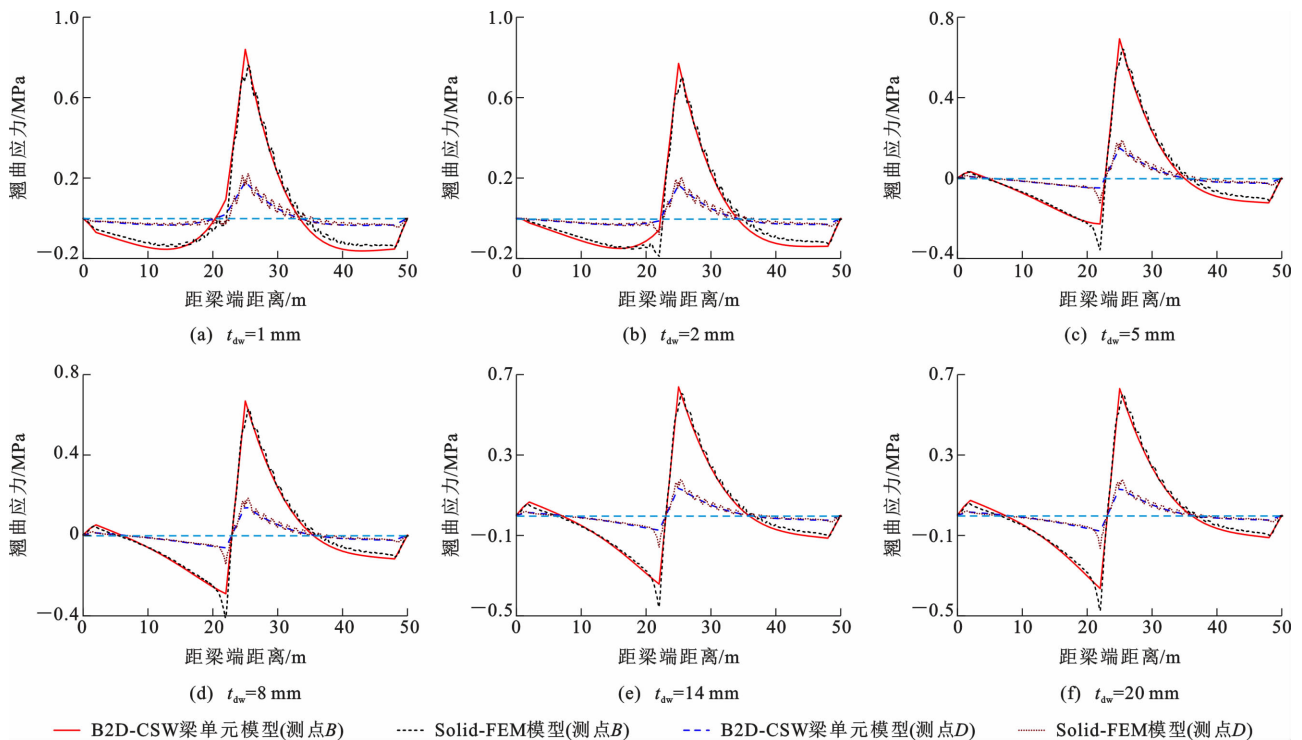 1.0
0.6
0.2
-0.2
翘曲应力/MPa
0 10 20 30 40 50
距梁端距离/m
(a) t_dw=1 mm
1.0
0.6
0.2
-0.2
翘曲应力/MPa
0 10 20 30 40 50
距梁端距离/m
(b) t_dw=2 mm
0.8
0.4
0
-0.4
翘曲应力/MPa
0 10 20 30 40 50
距梁端距离/m
(c) t_dw=5 mm
0.8
0.4
0
-0.4
翘曲应力/MPa
0 10 20 30 40 50
距梁端距离/m
(d) t_dw=8 mm
0.7
0.3
-0.1
-0.5
翘曲应力/MPa
0 10 20 30 40 50
距梁端距离/m
(e) t_dw=14 mm
0.7
0.3
-0.1
-0.5
翘曲应力/MPa
0 10 20 30 40 50
距梁端距离/m
(f) t_dw=20 mm
B2D-CSW梁单元模型(测点B) Solid-FEM模型(测点B) B2D-CSW梁单元模型(测点D) Solid-FEM模型(测点D)